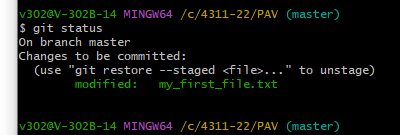 v302@V-302B-14 MINGW64 /c/4311-22/PAV (master)
$ git status
On branch master
Changes to be committed:
  (use "git restore --staged <file>..." to unstage)
        modified:   my_first_file.txt

v302@V-302B-14 MINGW64 /c/4311-22/PAV (master)